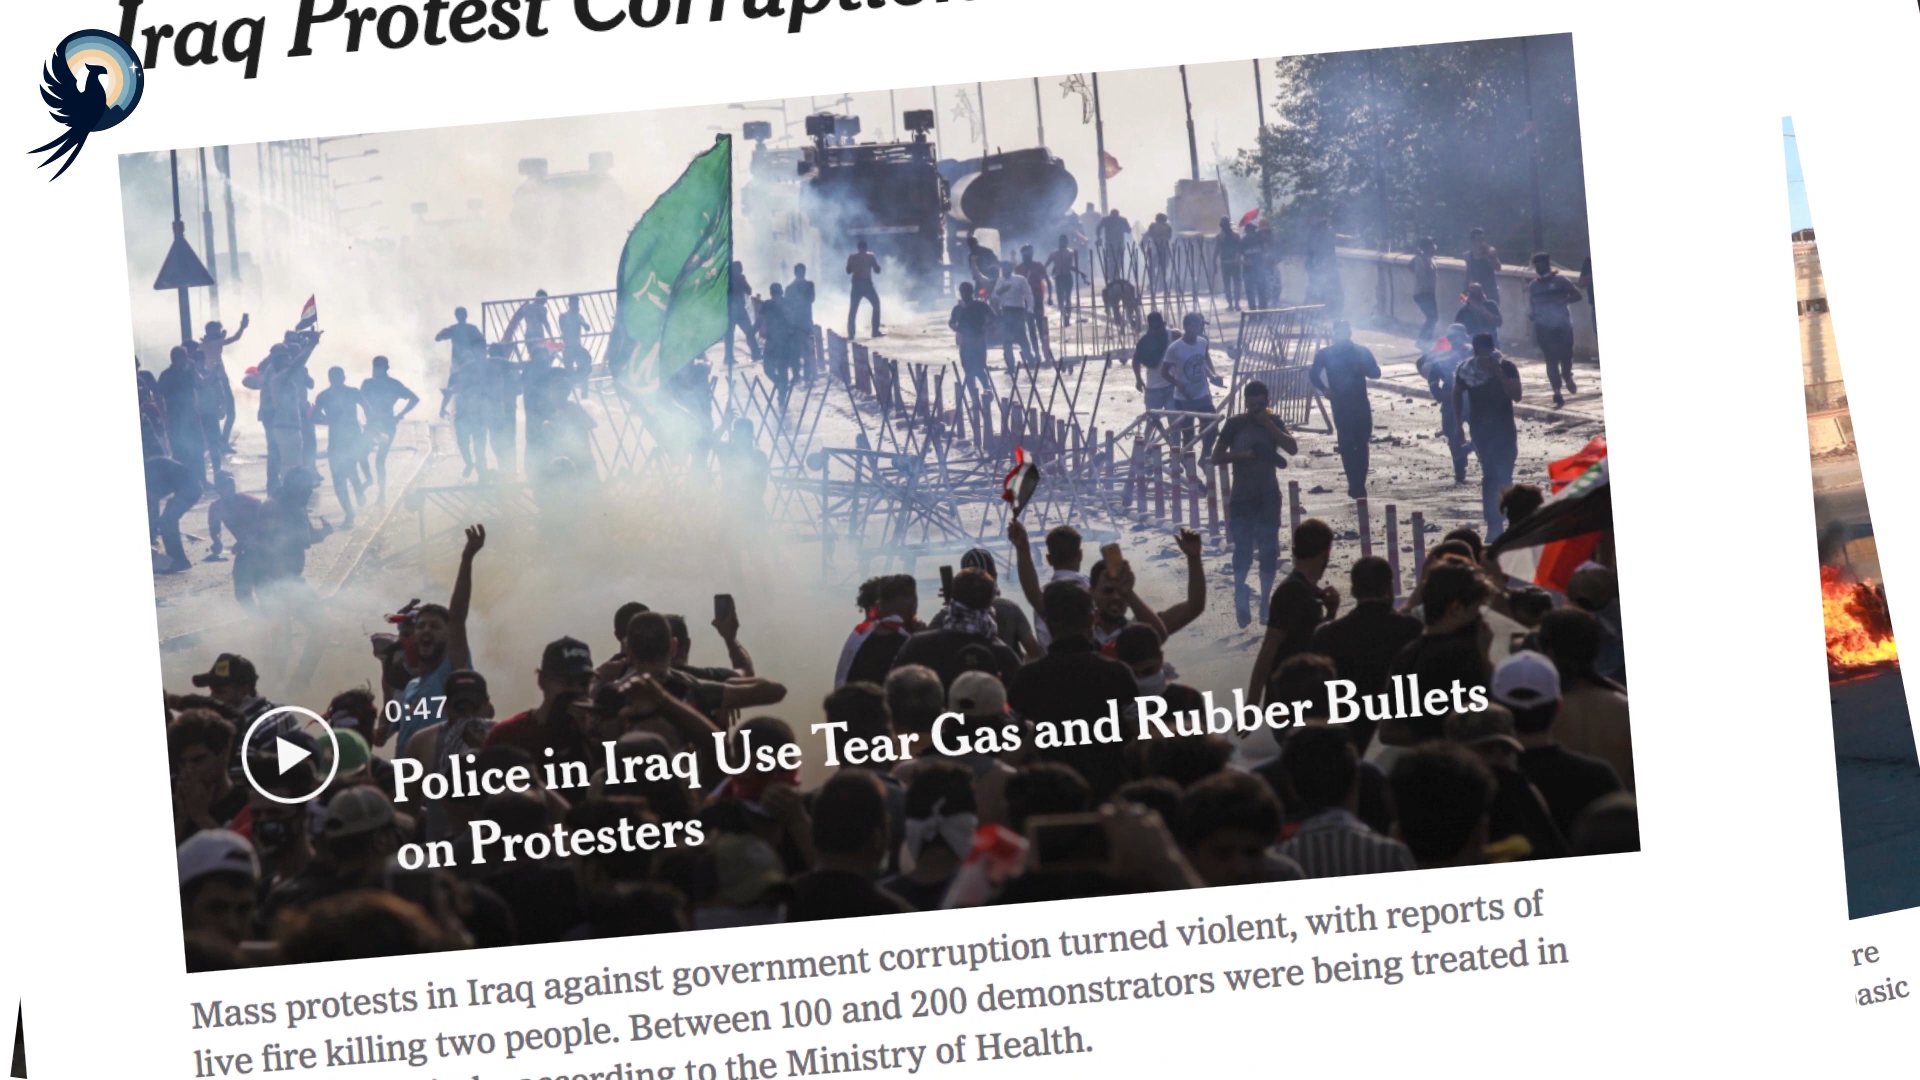 Iraq Protest Corruption
0:47
Police in Iraq Use Tear Gas and Rubber Bullets
on Protesters
Mass protests in Iraq against government corruption turned violent, with reports of
live fire killing two people. Between 100 and 200 demonstrators were being treated in
according to the Ministry of Health.
re
asic